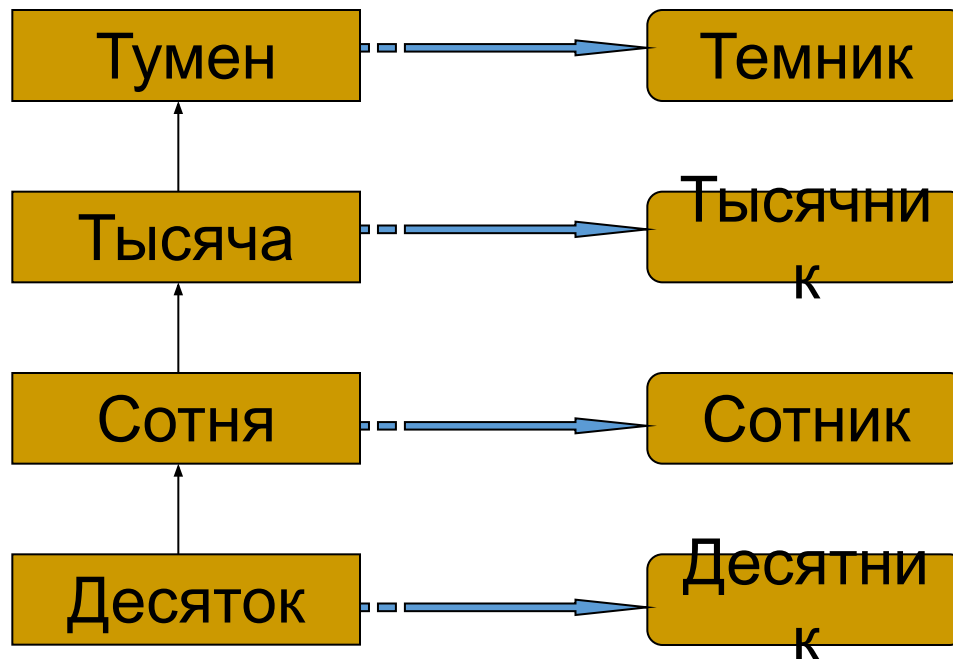 Тумен
Темник
Тысяча
Тысячни
к
Сотня
Сотник
Десяток
Десятни
к